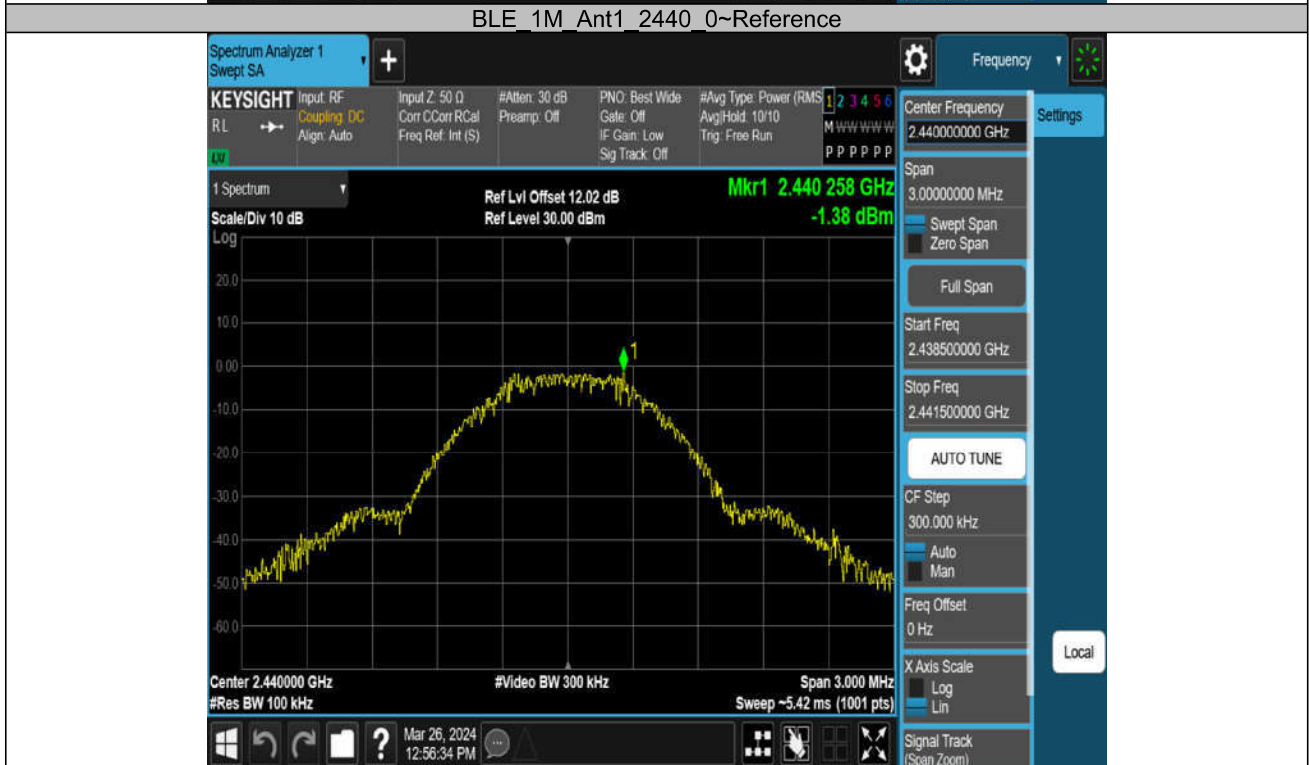 BLE_1M_Ant1_2440_0~Reference
Spectrum Analyzer 1
Swept SA
+
Frequency
KEYSIGHT
RL
LXI
Input: RF
Coupling: DC
Align: Auto
Input Z: 50 Ω
Corr CCorr RCal
Freq Ref: Int (S)
#Atten: 30 dB
Preamp: Off
PNO: Best Wide
Gate: Off
IF Gain: Low
Sig Track: Off
#Avg Type: Power (RMS
Avg|Hold: 10/10
Trig: Free Run
1 2 3 4 5 6
M W W W W W
P P P P P P
1 Spectrum
Scale/Div 10 dB
Log
Ref Lvl Offset 12.02 dB
Ref Level 30.00 dBm
Mkr1 2.440 258 GHz
-1.38 dBm
20.0
10.0
0.00
-10.0
-20.0
-30.0
-40.0
-50.0
-60.0
1
Center 2.440000 GHz
#Video BW 300 kHz
Span 3.000 MHz
#Res BW 100 kHz
Sweep ~5.42 ms (1001 pts)
Mar 26, 2024
12:56:34 PM
?
Center Frequency
2.440000000 GHz
Settings
Span
3.00000000 MHz
Swept Span
Zero Span
Full Span
Start Freq
2.438500000 GHz
Stop Freq
2.441500000 GHz
AUTO TUNE
CF Step
300.000 kHz
Auto
Man
Freq Offset
0 Hz
Local
X Axis Scale
Log
Lin
Signal Track
(Span Zoom)